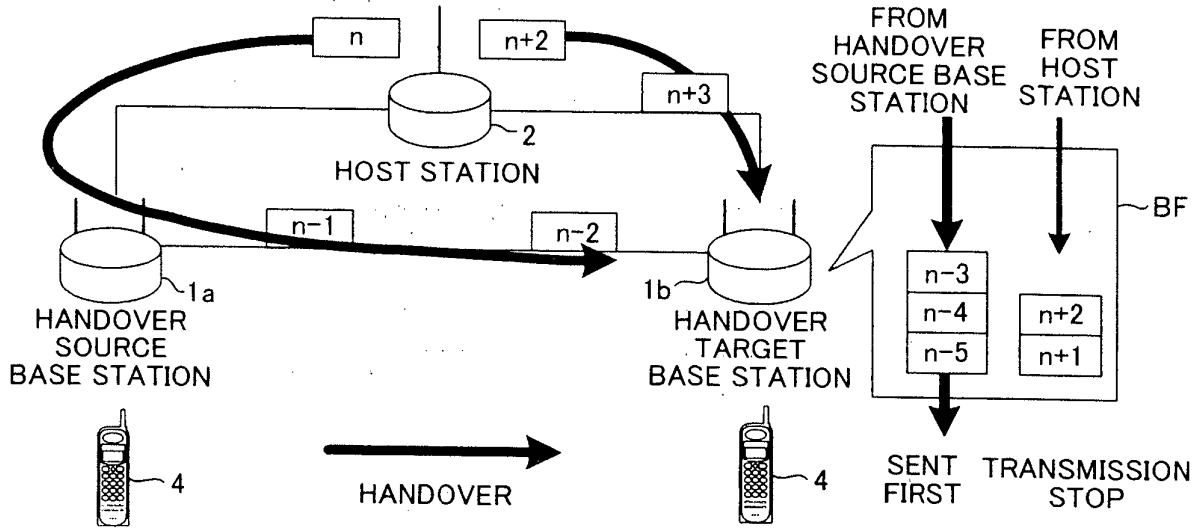 n
n+2
n+3
2
HOST STATION
n-1
n-2
1a
1b
HANDOVER
SOURCE
BASE STATION
HANDOVER
TARGET
BASE STATION
4
HANDOVER
4
FROM
HANDOVER
SOURCE BASE
STATION
FROM
HOST
STATION
BF
n-3
n-4
n-5
n+2
n+1
SENT
FIRST
TRANSMISSION
STOP